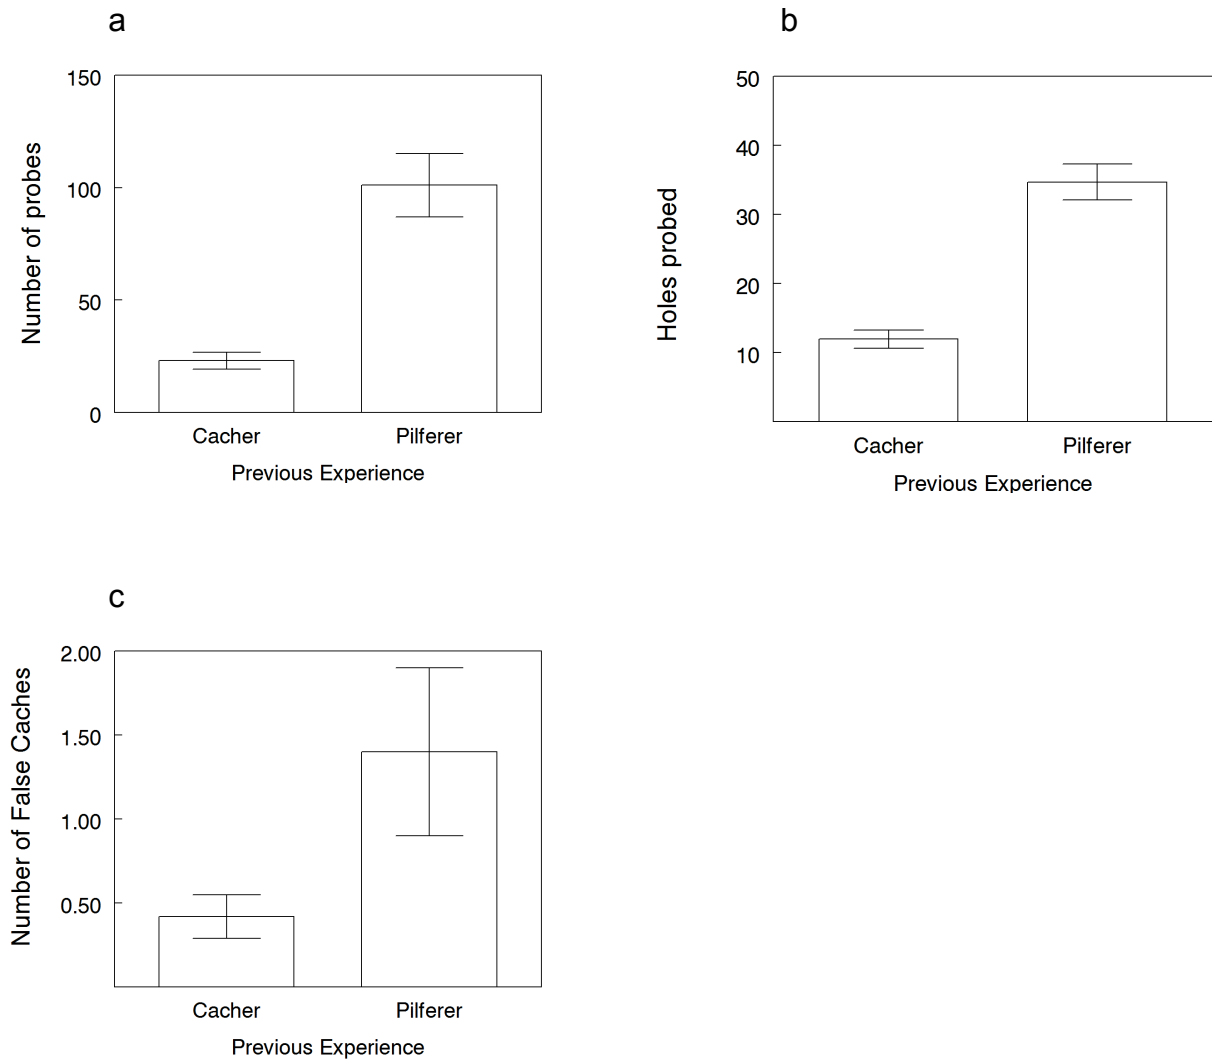 a
150
100
50
0
Number of probes
Cacher Pilferer
Previous Experience
b
50
40
30
20
10
Holes probed
Cacher Pilferer
Previous Experience
c
2.00
1.50
1.00
0.50
Number of False Caches
Cacher Pilferer
Previous Experience